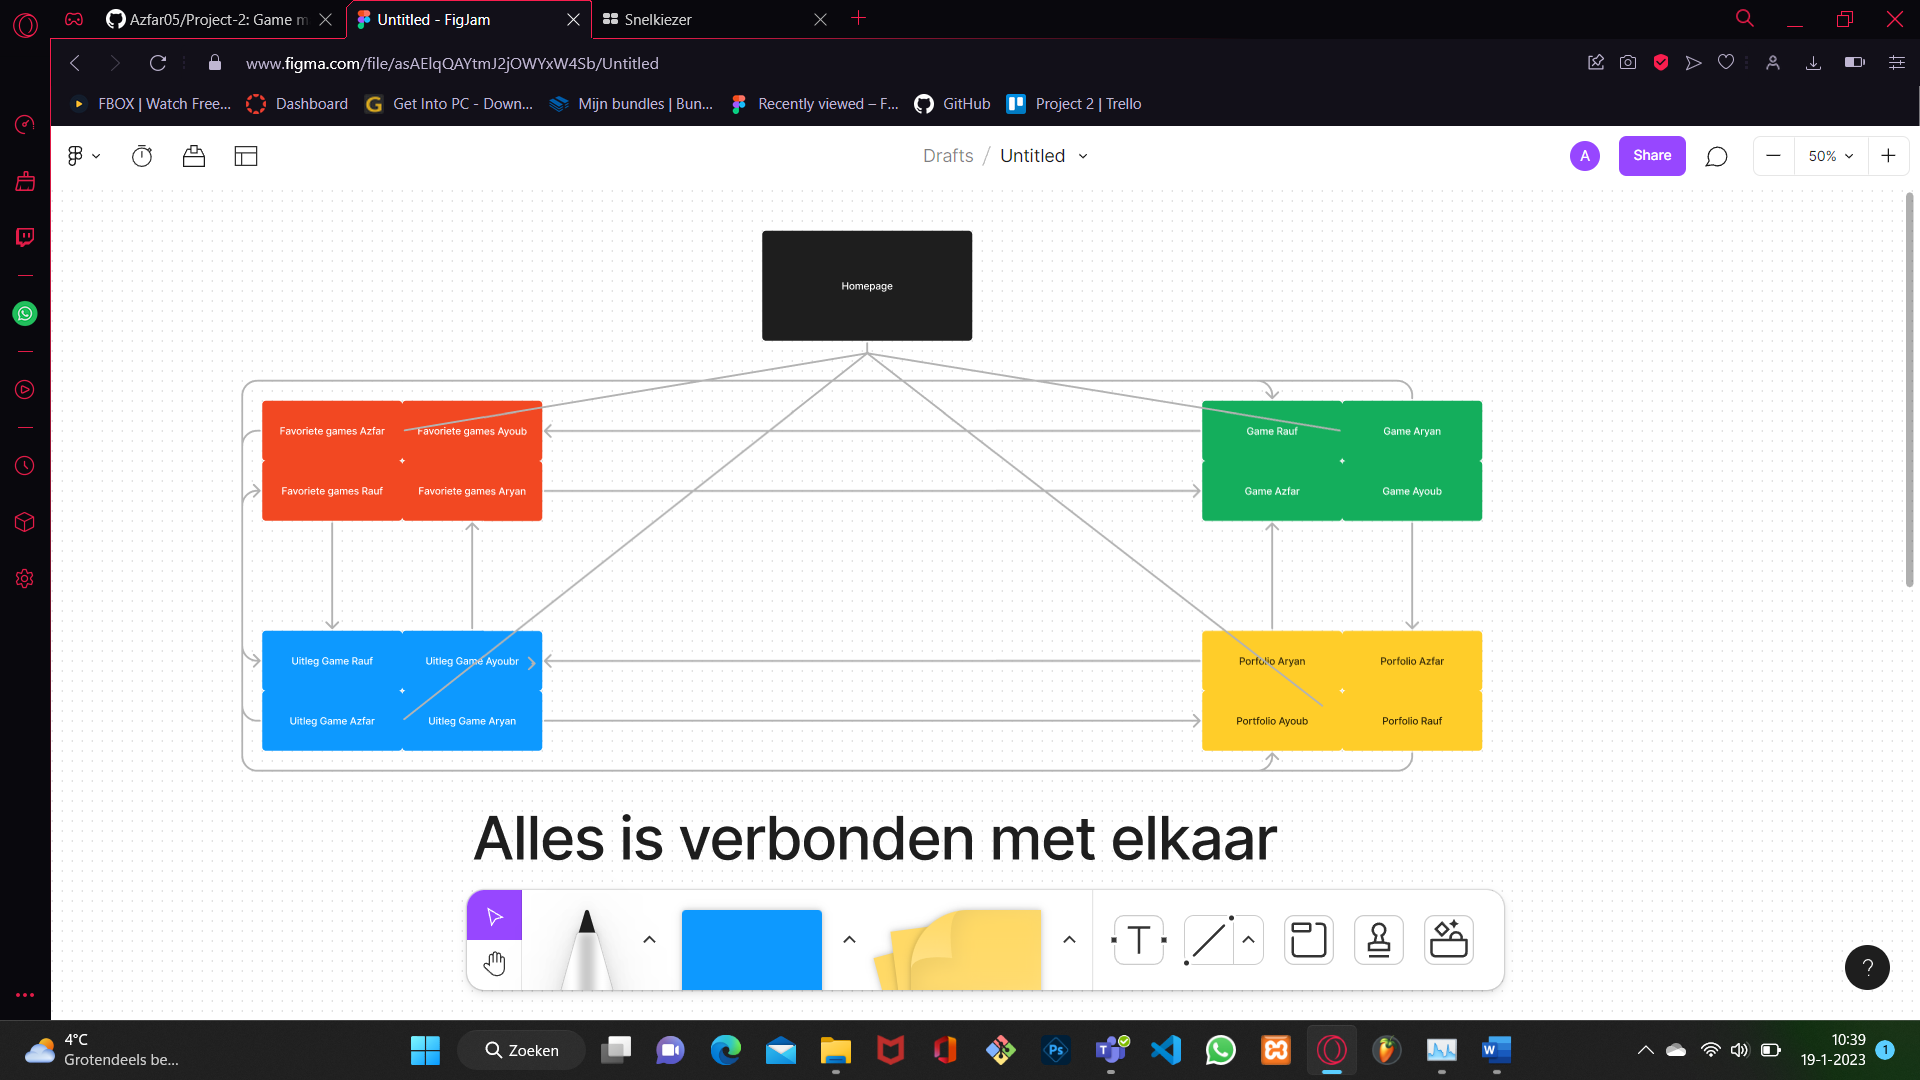 Azfar05/Project-2: Game m
Untitled - FigJam
Snelkiezer
www.figma.com/file/asAElqQAYtmJ2jOWYxW4Sb/Untitled
FBOX | Watch Free...
Dashboard
Get Into PC - Down...
Mijn bundles | Bun...
Recently viewed – F...
GitHub
Project 2 | Trello
Drafts / Untitled
A
Share
50%
Homepage
Favoriete games Azfar
Favoriete games Ayoub
Favoriete games Rauf
Favoriete games Aryan
Game Rauf
Game Aryan
Game Azfar
Game Ayoub
Uitleg Game Rauf
Uitleg Game Ayoubr
Uitleg Game Azfar
Uitleg Game Aryan
Porfolio Aryan
Porfolio Azfar
Portfolio Ayoub
Porfolio Rauf
Alles is verbonden met elkaar
T
?
4°C
Grotendeels be...
Zoeken
Ps
W
10:39
19-1-2023
1